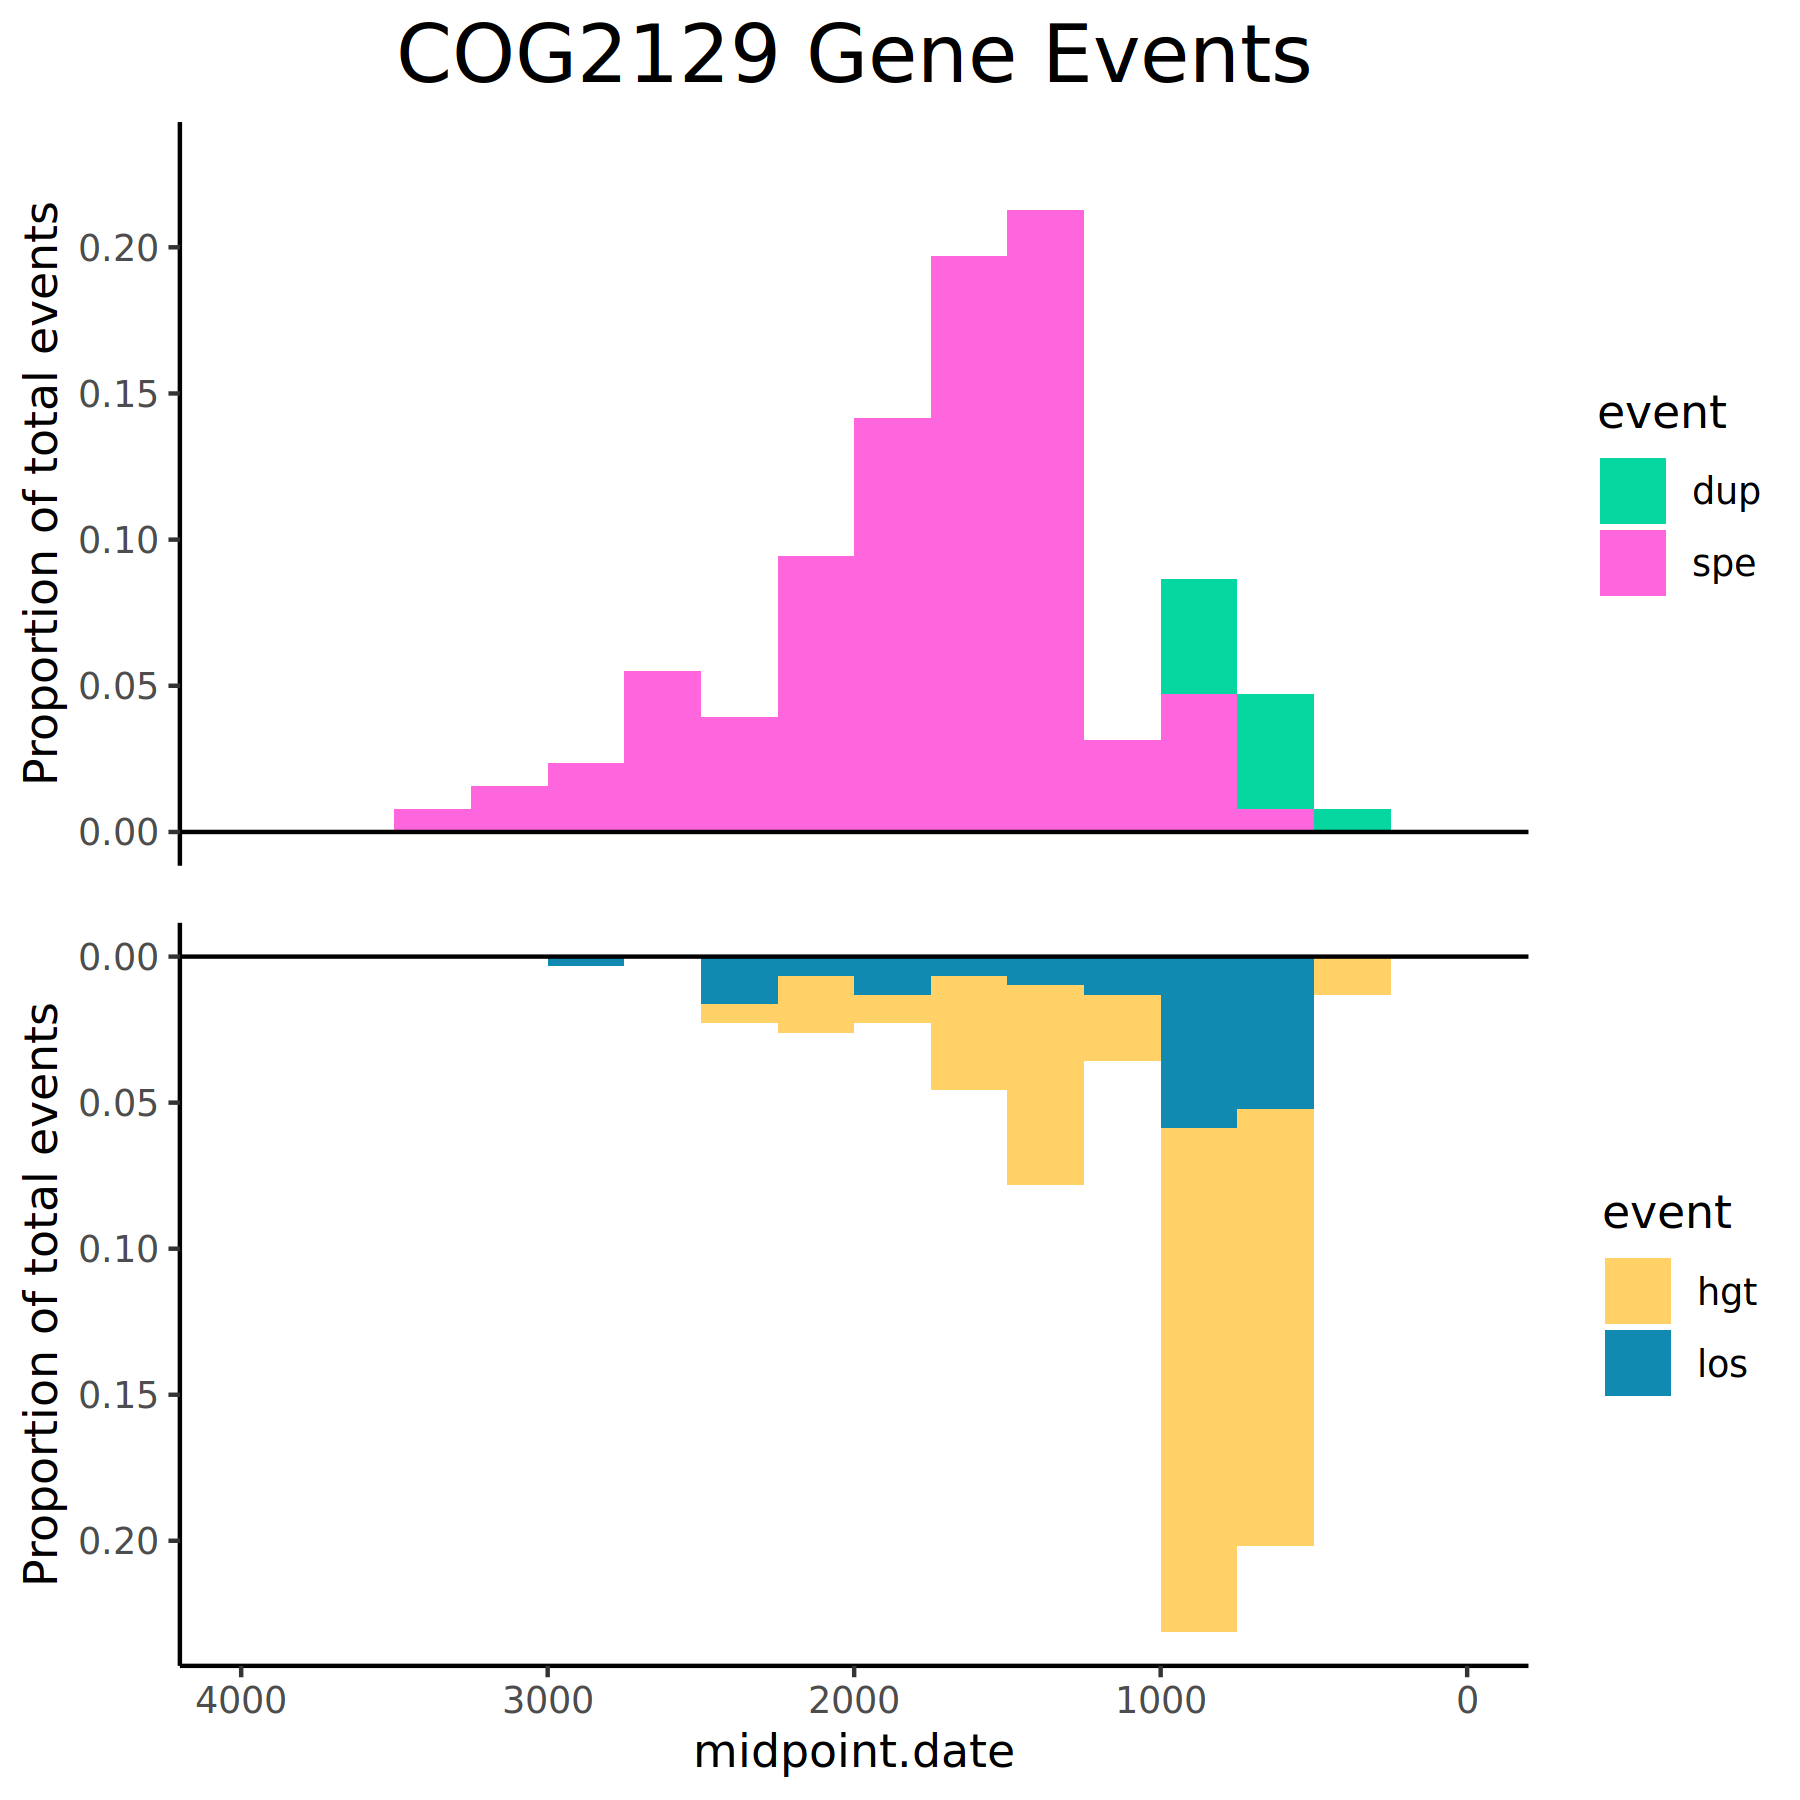 COG2129 Gene Events
Proportion of total events
0.20
0.15
0.10
0.05
0.00
event
dup
spe
Proportion of total events
0.00
0.05
0.10
0.15
0.20
event
hgt
los
4000 3000 2000 1000 0
midpoint.date